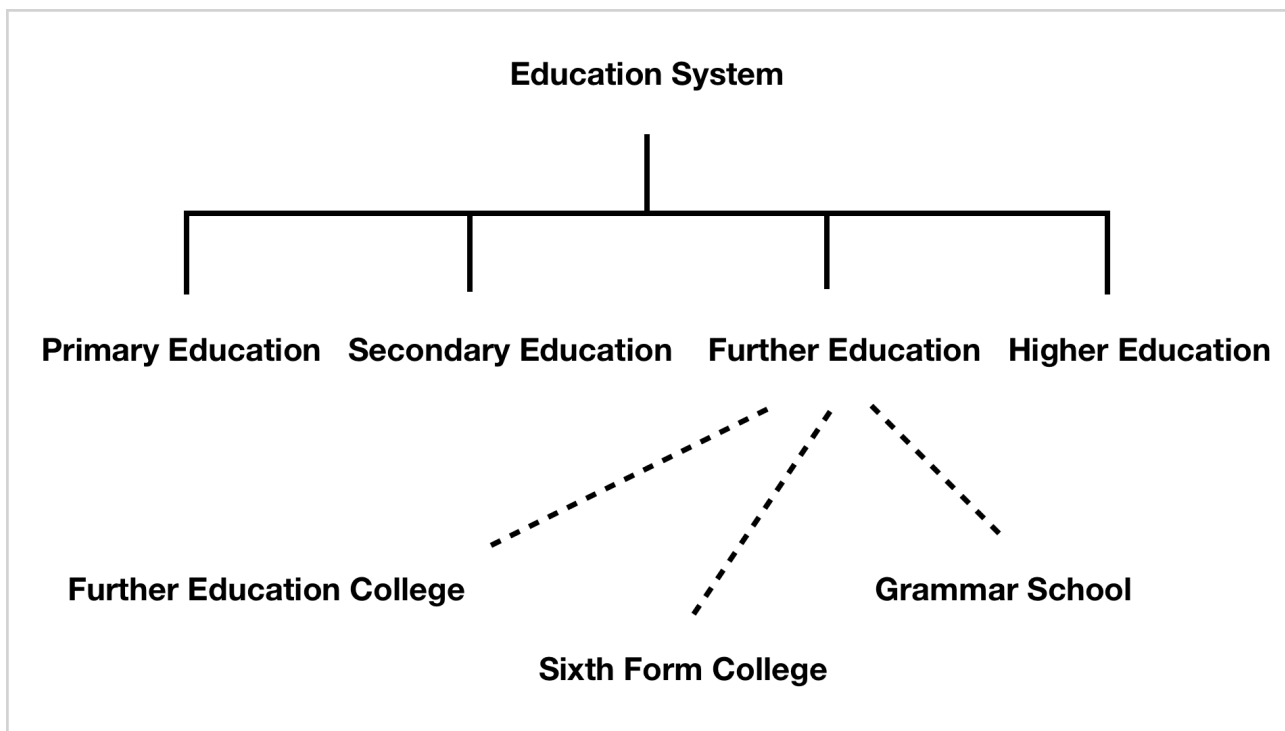 Education System
Primary Education
Secondary Education
Further Education
Higher Education
Further Education College
Grammar School
Sixth Form College